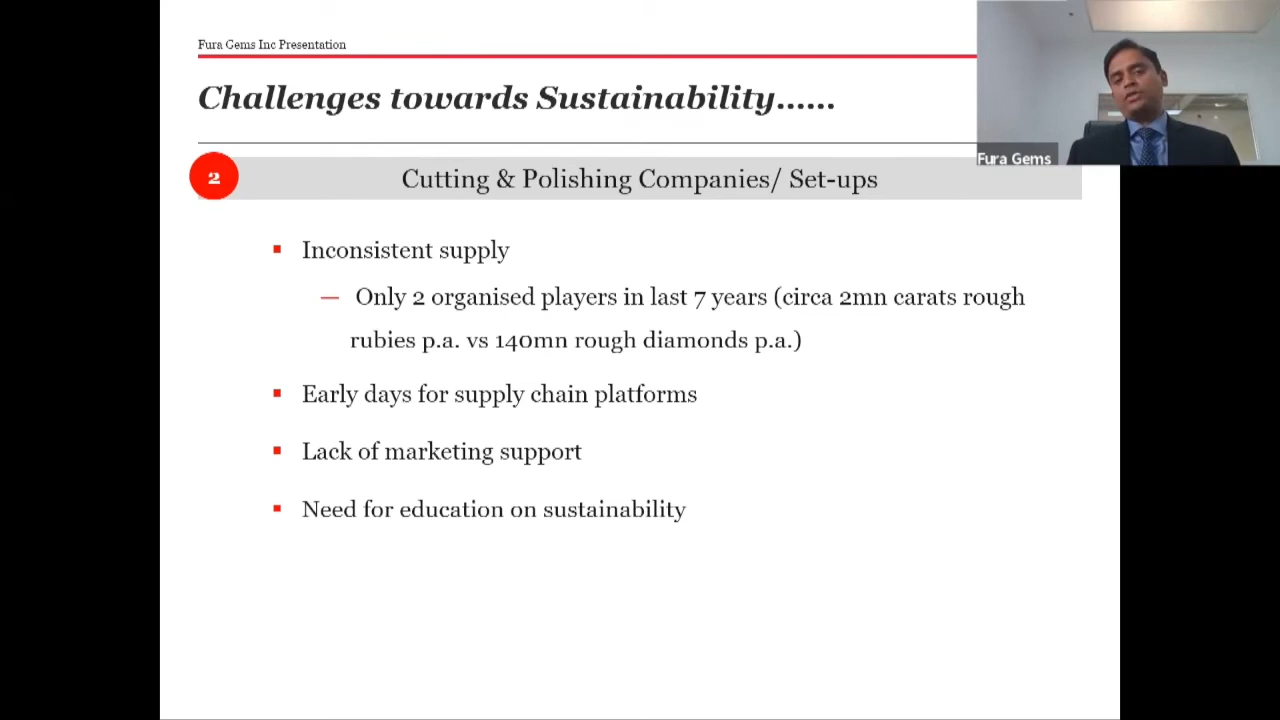 Fura Gems Inc Presentation
Challenges towards Sustainability......
2
Cutting & Polishing Companies/ Set-ups
Fura Gems
▪ Inconsistent supply
— Only 2 organised players in last 7 years (circa 2mn carats rough
rubies p.a. vs 140mn rough diamonds p.a.)
▪ Early days for supply chain platforms
▪ Lack of marketing support
▪ Need for education on sustainability